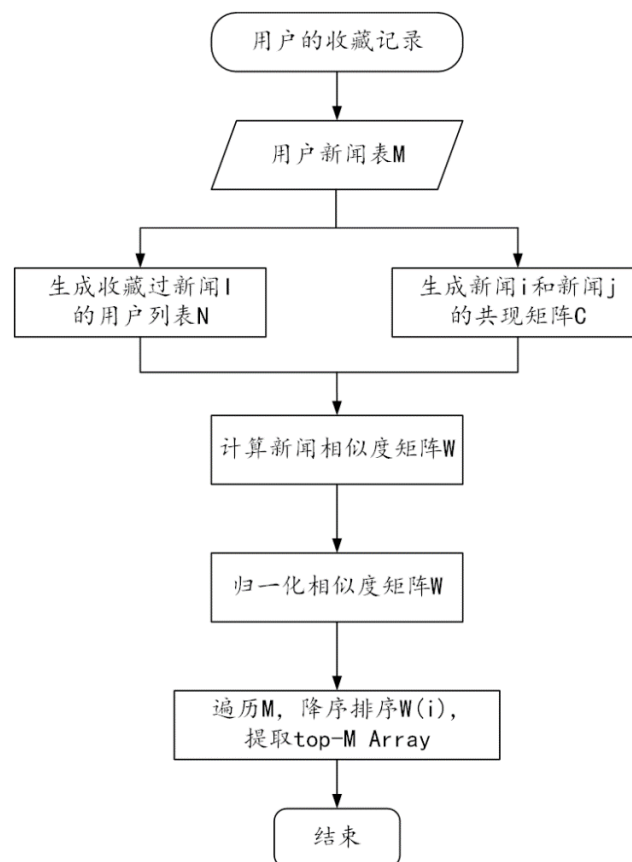 用户的收藏记录
用户新闻表M
生成收藏过新闻I
的用户列表N
生成新闻i和新闻j
的共现矩阵C
计算新闻相似度矩阵W
归一化相似度矩阵W
遍历M, 降序排序W(i),
提取top-M Array
结束